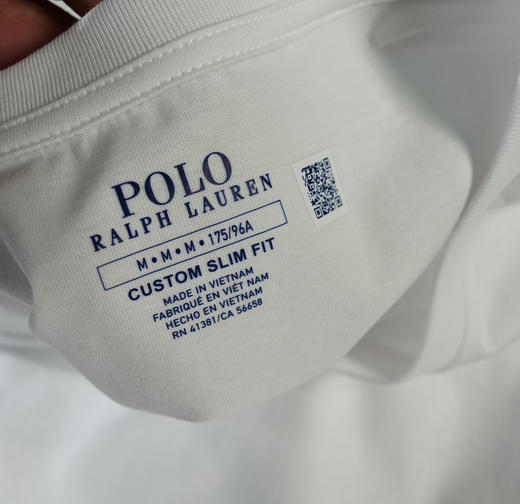 POLO
RALPH LAUREN
M • M • M • 175/96A
CUSTOM SLIM FIT
MADE IN VIETNAM
FABRIQUÉ EN VIÊT NAM
HECHO EN VIETNAM
RN 41381/CA 56658